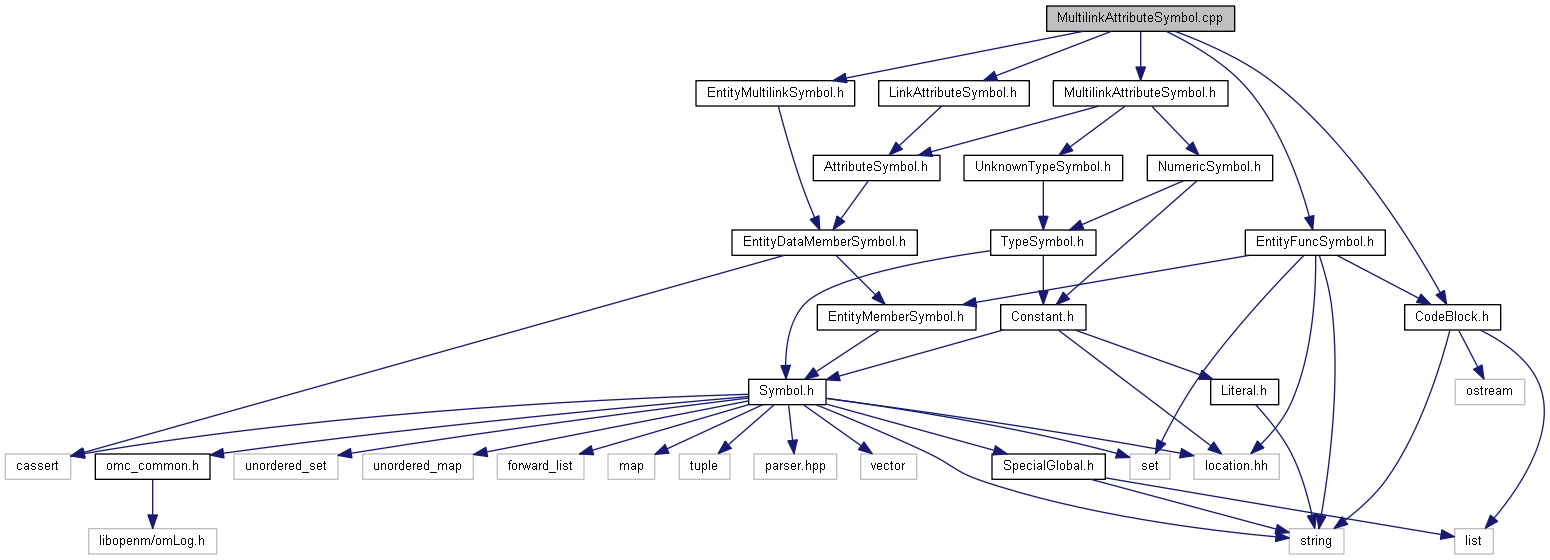 MultilinkAttributeSymbol.cpp
EntityMultilinkSymbol.h
LinkAttributeSymbol.h
MultilinkAttributeSymbol.h
AttributeSymbol.h
UnknownTypeSymbol.h
NumericSymbol.h
EntityDataMemberSymbol.h
TypeSymbol.h
EntityFuncSymbol.h
EntityMemberSymbol.h
Constant.h
CodeBlock.h
Symbol.h
Literal.h
ostream
cassert
omc_common.h
unordered_set
unordered_map
forward_list
map
tuple
parser.hpp
vector
SpecialGlobal.h
set
location.hh
libopenm/omLog.h
string
list